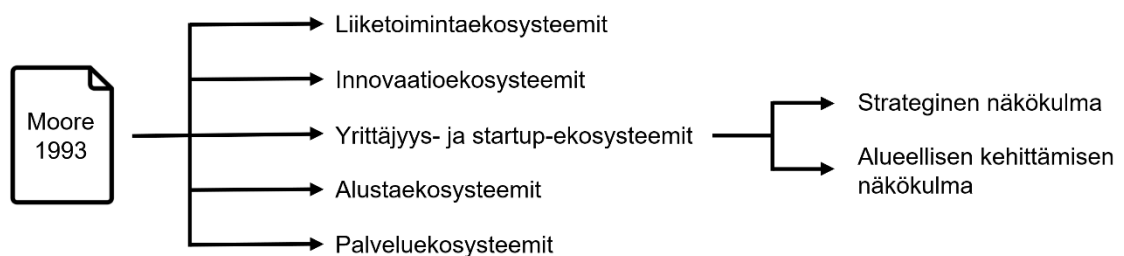 Moore
1993
Liiketoimintaekosysteemit
Innovaatioekosysteemit
Yrittäjyys- ja startup-ekosysteemit
Alustaekosysteemit
Palveluekosysteemit
Strateginen näkökulma
Alueellisen kehittämisen
näkökulma